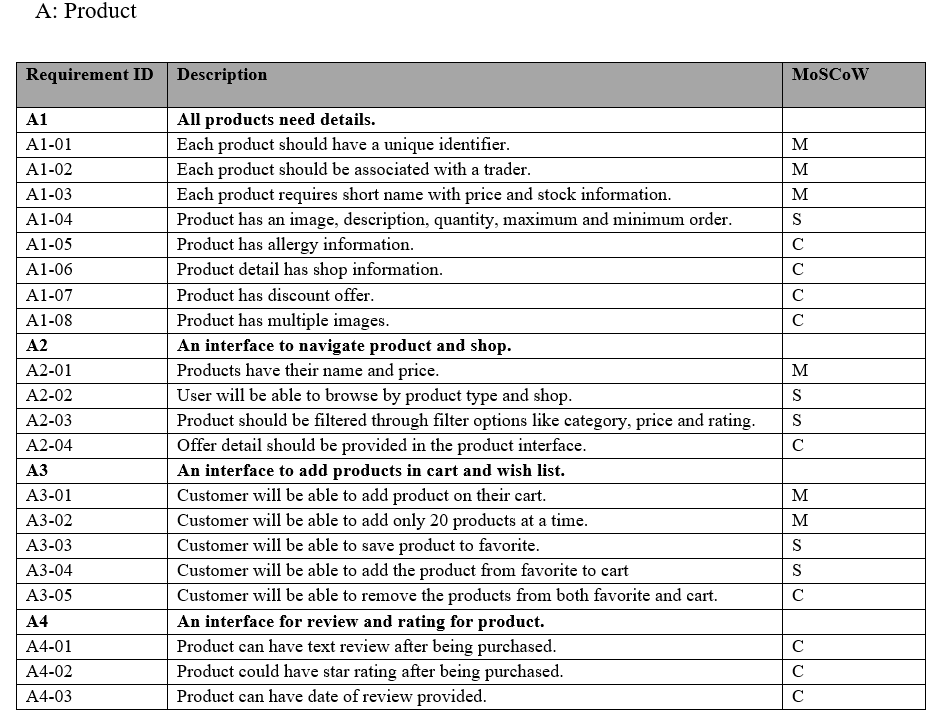 A: Product
Requirement ID Description MoSCoW
A1 All products need details.
A1-01 Each product should have a unique identifier. M
A1-02 Each product should be associated with a trader. M
A1-03 Each product requires short name with price and stock information. M
A1-04 Product has an image, description, quantity, maximum and minimum order. S
A1-05 Product has allergy information. C
A1-06 Product detail has shop information. C
A1-07 Product has discount offer. C
A1-08 Product has multiple images. C
A2 An interface to navigate product and shop.
A2-01 Products have their name and price. M
A2-02 User will be able to browse by product type and shop. S
A2-03 Product should be filtered through filter options like category, price and rating. S
A2-04 Offer detail should be provided in the product interface. C
A3 An interface to add products in cart and wish list.
A3-01 Customer will be able to add product on their cart. M
A3-02 Customer will be able to add only 20 products at a time. M
A3-03 Customer will be able to save product to favorite. S
A3-04 Customer will be able to add the product from favorite to cart S
A3-05 Customer will be able to remove the products from both favorite and cart. C
A4 An interface for review and rating for product.
A4-01 Product can have text review after being purchased. C
A4-02 Product could have star rating after being purchased. C
A4-03 Product can have date of review provided. C